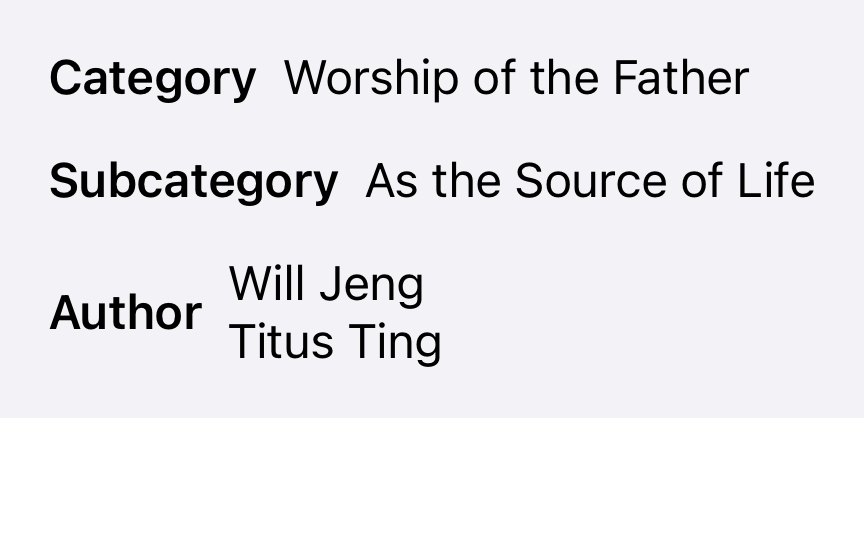 Category Worship of the Father
Subcategory As the Source of Life
Author Will Jeng
Titus Ting